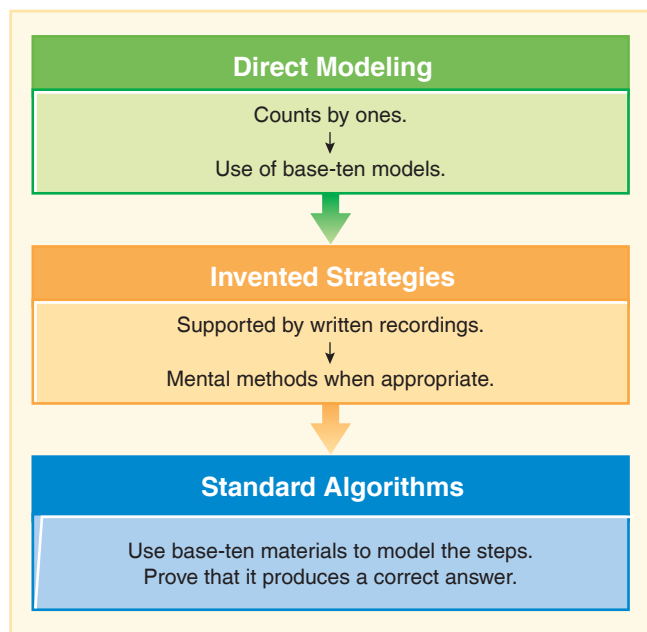 Direct Modeling
Counts by ones.
Use of base-ten models.
Invented Strategies
Supported by written recordings.
Mental methods when appropriate.
Standard Algorithms
Use base-ten materials to model the steps.
Prove that it produces a correct answer.